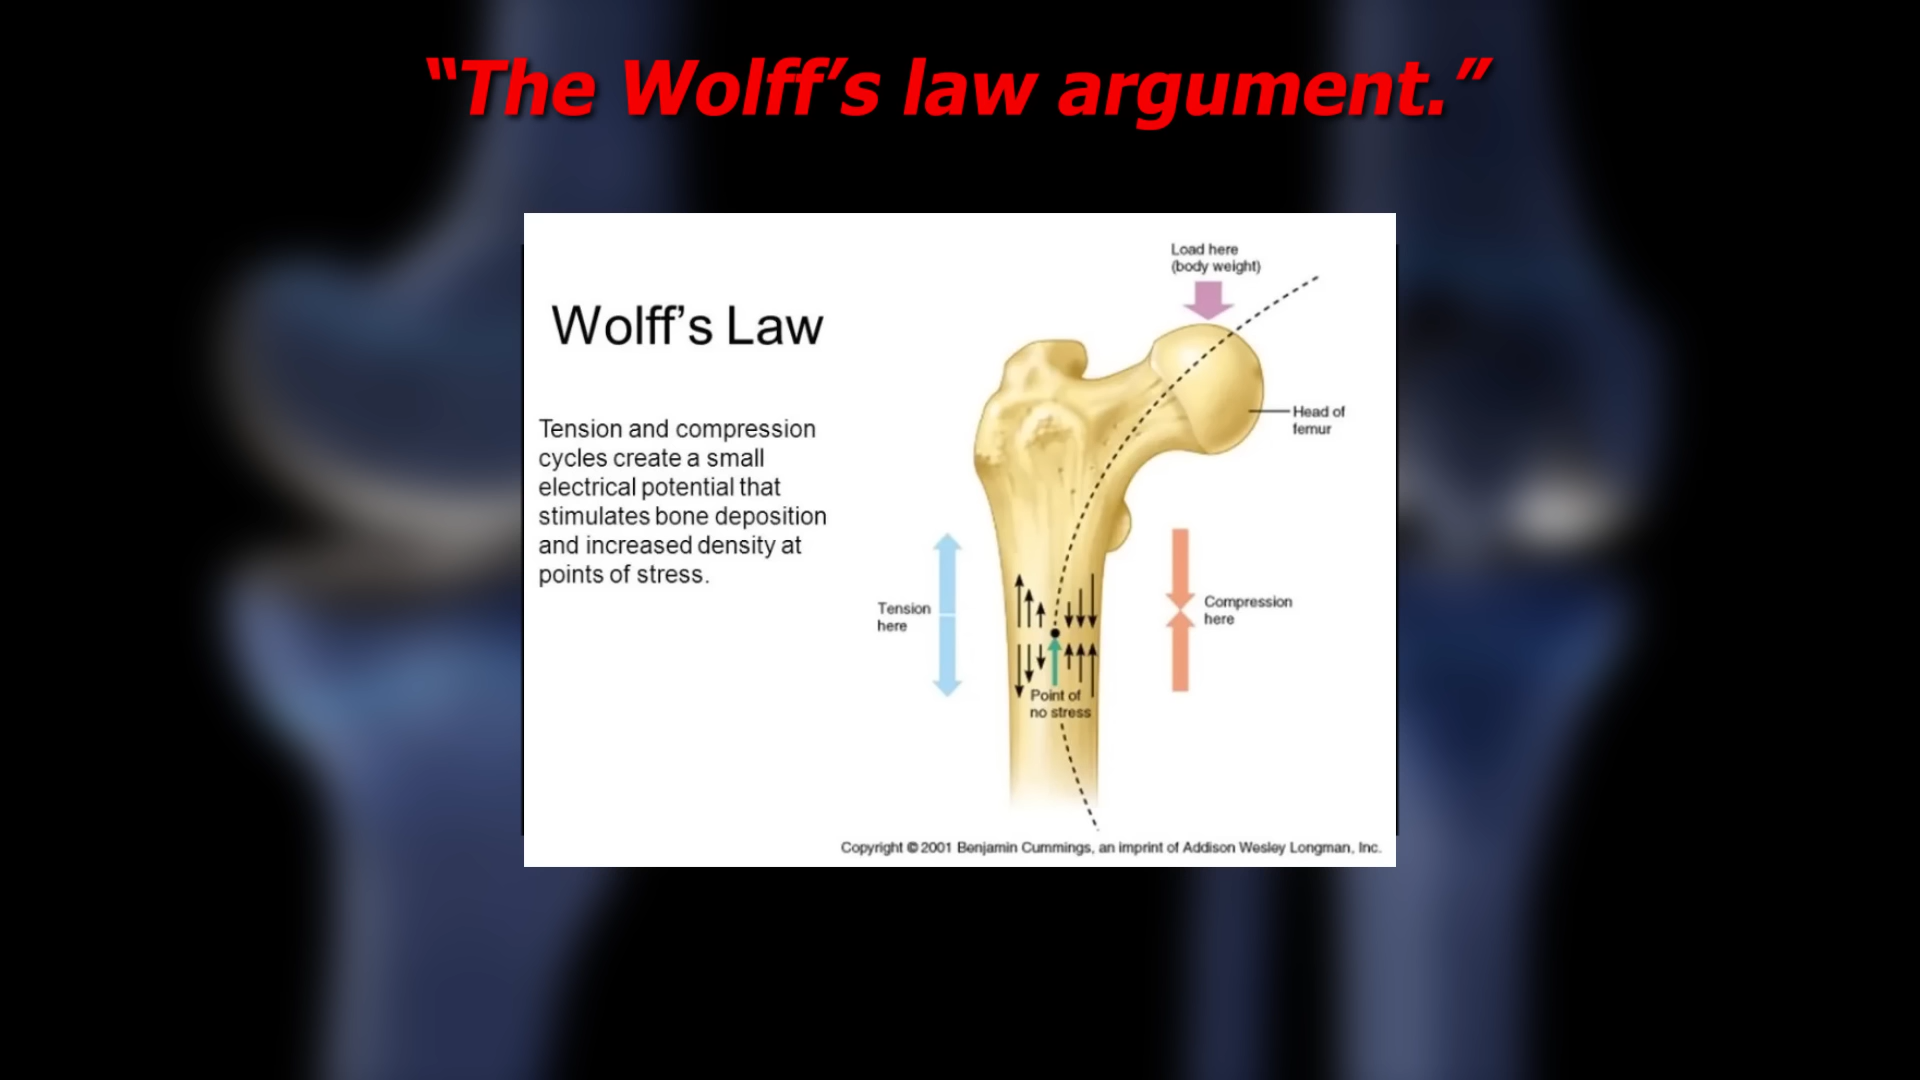 “The Wolff’s law argument.”
Load here
(body weight)
Wolff’s Law
Head of
femur
Tension and compression
cycles create a small
electrical potential that
stimulates bone deposition
and increased density at
points of stress.
Tension
here
Compression
here
Point of
no stress
Copyright © 2001 Benjamin Cummings, an imprint of Addison Wesley Longman, Inc.